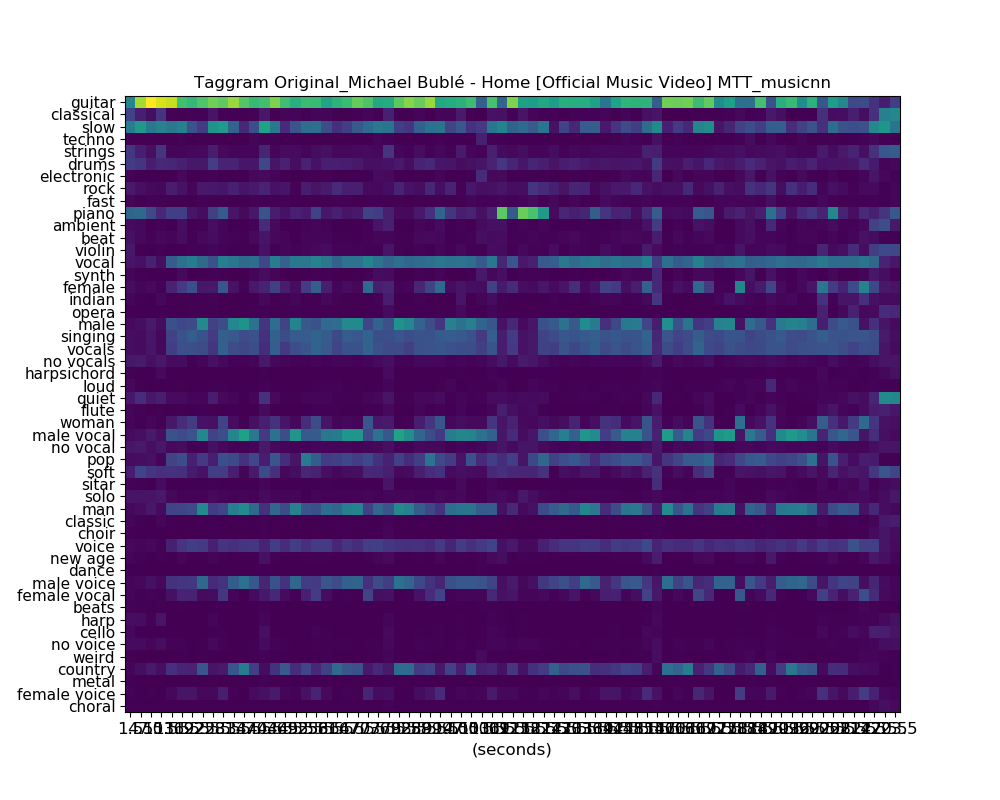 Taggram Original_Michael Bublé - Home [Official Music Video] MTT_musicnn
guitar
classical
slow
techno
strings
drums
electronic
rock
fast
piano
ambient
beat
violin
vocal
synth
female
indian
opera
male
singing
vocals
no vocals
harpsichord
loud
quiet
flute
woman
male vocal
no vocal
pop
soft
sitar
solo
man
classic
choir
voice
new age
dance
male voice
female vocal
beats
harp
cello
no voice
weird
country
metal
female voice
choral
(seconds)